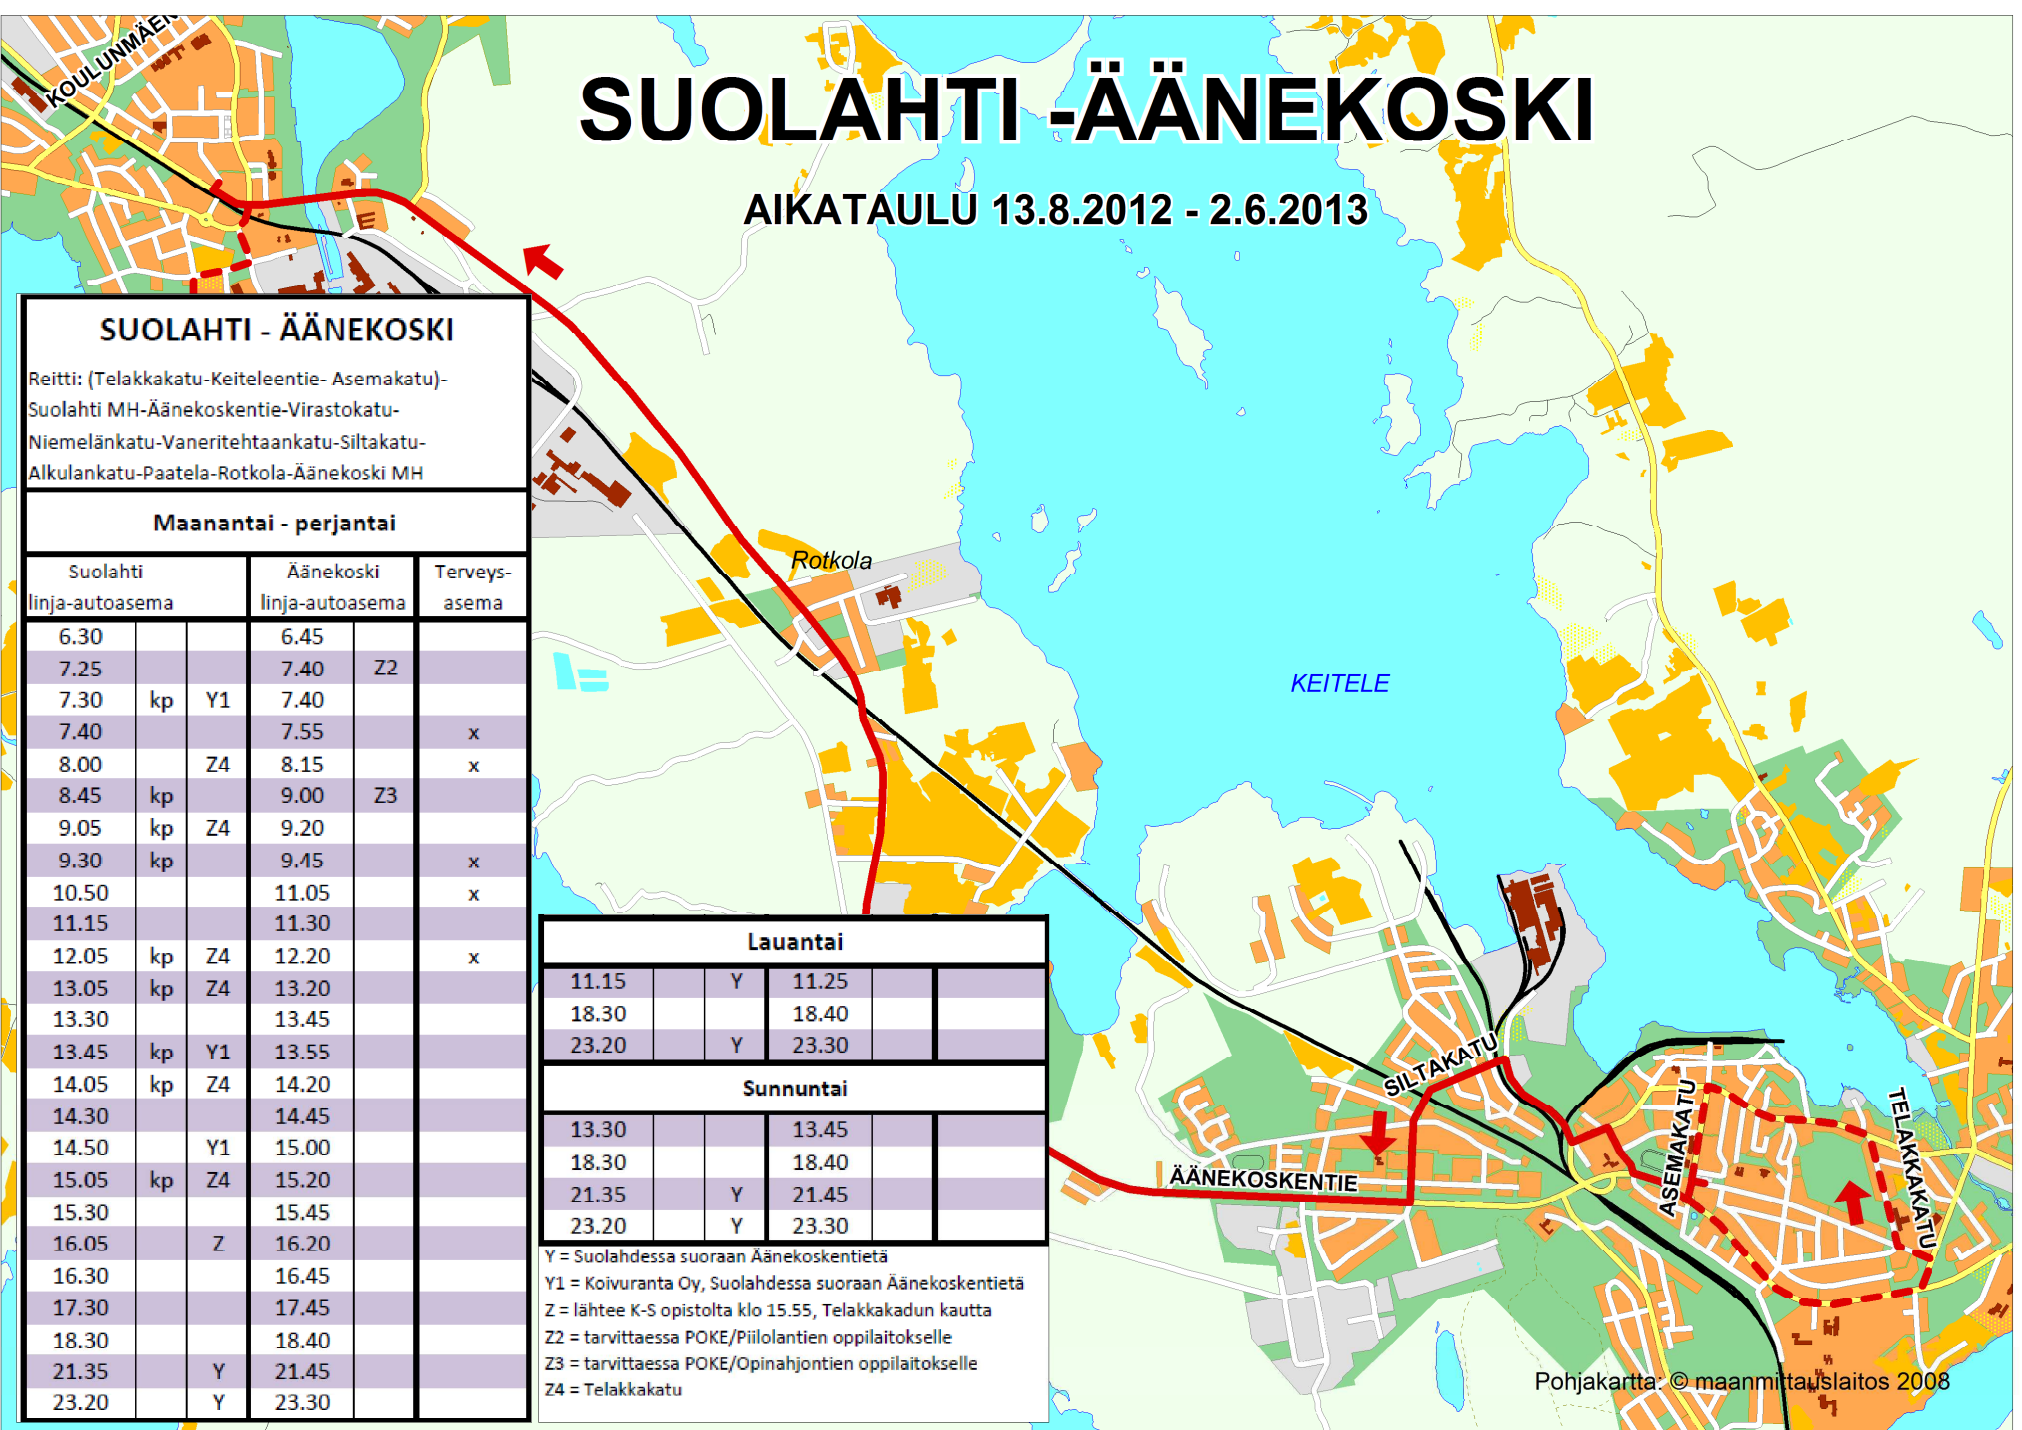 KOULUNMÄEN
SUOLAHTI -ÄÄNEKOSKI
AIKATAULU 13.8.2012 - 2.6.2013
SUOLAHTI - ÄÄNEKOSKI
Reitti: (Telakkakatu-Keiteleentie- Asemakatu)-
Suolahti MH-Äänekoskentie-Virastokatu-
Niemelänkatu-Vaneritehtaankatu-Siltakatu-
Alkulankatu-Paatela-Rotkola-Äänekoski MH
Maanantai - perjantai
Suolahti Äänekoski Terveys-
linja-autoasema linja-autoasema asema
6.30 6.45
7.25 7.40 Z2
7.30 kp Y1 7.40
7.40 7.55 x
8.00 Z4 8.15 x
8.45 kp 9.00 Z3
9.05 kp Z4 9.20
9.30 kp 9.45 x
10.50 11.05 x
11.15 11.30
12.05 kp Z4 12.20 x
13.05 kp Z4 13.20
13.30 13.45
13.45 kp Y1 13.55
14.05 kp Z4 14.20
14.30 14.45
14.50 Y1 15.00
15.05 kp Z4 15.20
15.30 15.45
16.05 Z 16.20
16.30 16.45
17.30 17.45
18.30 18.40
21.35 Y 21.45
23.20 Y 23.30
Lauantai
11.15 Y 11.25
18.30 18.40
23.20 Y 23.30
Sunnuntai
13.30 13.45
18.30 18.40
21.35 Y 21.45
23.20 Y 23.30
Y = Suolahdessa suoraan Äänekoskentietä
Y1 = Koivuranta Oy, Suolahdessa suoraan Äänekoskentietä
Z = lähtee K-S opistolta klo 15.55, Telakkakadun kautta
Z2 = tarvittaessa POKE/Piilolantien oppilaitokselle
Z3 = tarvittaessa POKE/Opinahjontien oppilaitokselle
Z4 = Telakkakatu
Rotkola
KEITELE
SILTAKATU
ÄÄNEKOSKENTIE
ASEMAKATU
TELAKKAKATU
Pohjakartta: © maanmittauslaitos 2008